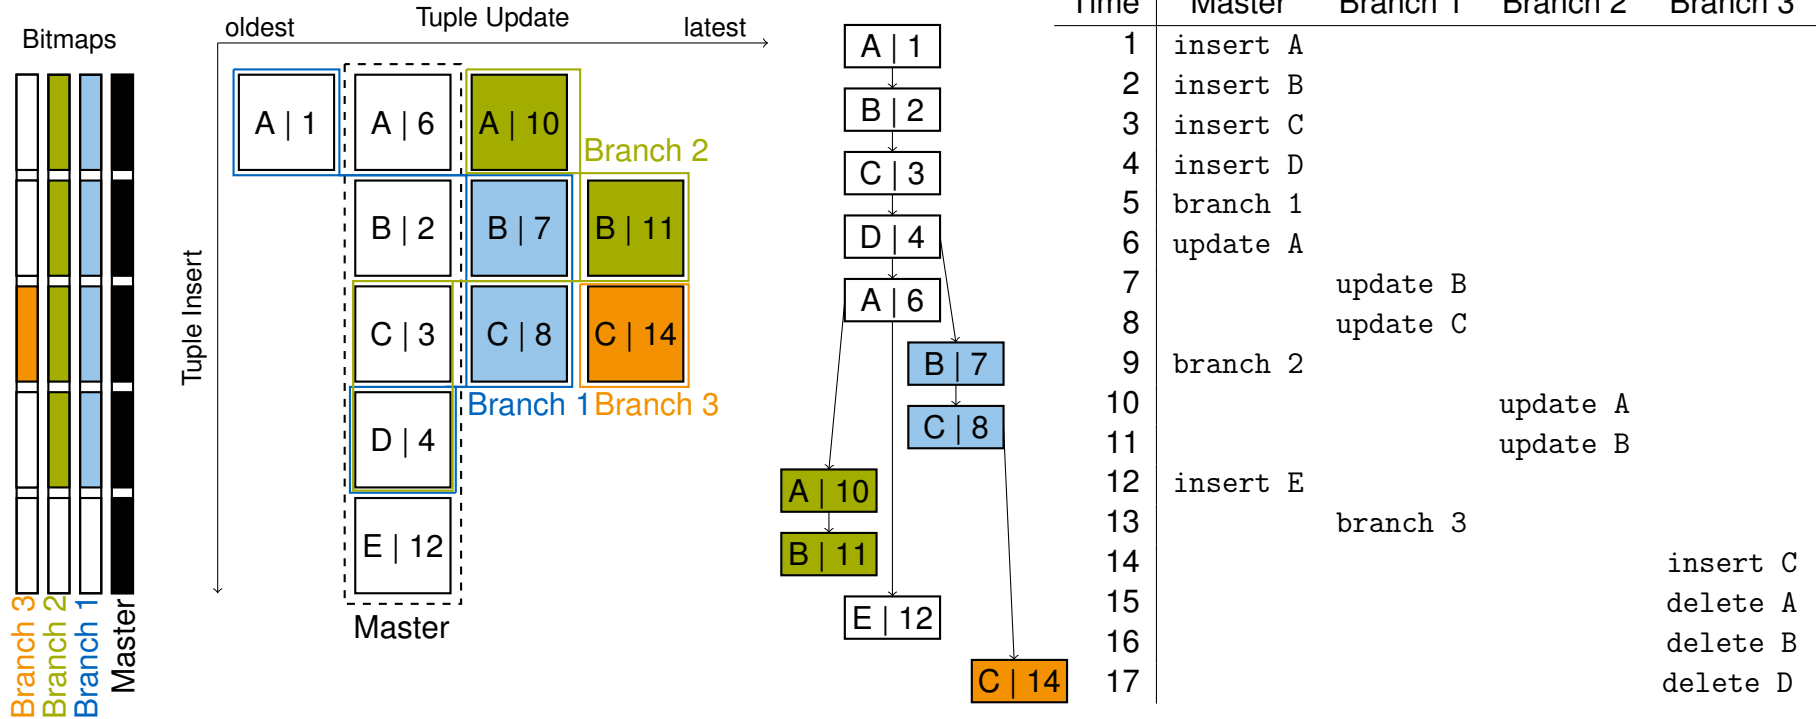 Bitmaps
Branch 3
Branch 2
Branch 1
Master
Tuple Update
oldest
latest
Tuple Insert
A | 1
A | 6
A | 10
Branch 2
B | 2
B | 7
B | 11
C | 3
C | 8
C | 14
Branch 1
Branch 3
D | 4
E | 12
Master
A | 1
B | 2
C | 3
D | 4
A | 6
B | 7
C | 8
A | 10
B | 11
E | 12
C | 14
Time Master Branch 1 Branch 2 Branch 3
1 insert A
2 insert B
3 insert C
4 insert D
5 branch 1
6 update A
7 update B
8 update C
9 branch 2
10 update A
11 update B
12 insert E
13 branch 3
14 insert C
15 delete A
16 delete B
17 delete D